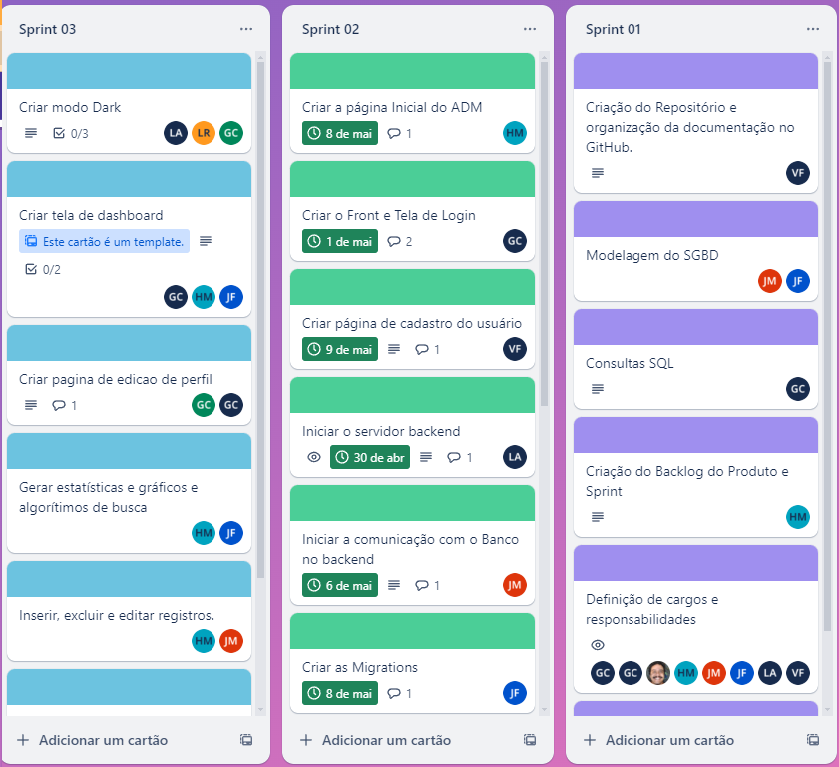 Sprint 03
Criar modo Dark
0/3
LA LR GC
Criar tela de dashboard
Este cartão é um template.
0/2
GC HM JF
Criar pagina de edicao de perfil
1
GC GC
Gerar estatísticas e gráficos e
algorítimos de busca
HM JF
Inserir, excluir e editar registros.
HM JM
Adicionar um cartão
Sprint 02
Criar a página Inicial do ADM
8 de mai 1 HM
Criar o Front e Tela de Login
1 de mai 2 GC
Criar página de cadastro do usuário
9 de mai 1 VF
Iniciar o servidor backend
30 de abr 1 LA
Iniciar a comunicação com o Banco
no backend
6 de mai 1 JM
Criar as Migrations
8 de mai 1 JF
Adicionar um cartão
Sprint 01
Criação do Repositório e
organização da documentação no
GitHub.
VF
Modelagem do SGBD
JM JF
Consultas SQL
GC
Criação do Backlog do Produto e
Sprint
HM
Definição de cargos e
responsabilidades
GC GC HM JM JF LA VF
Adicionar um cartão